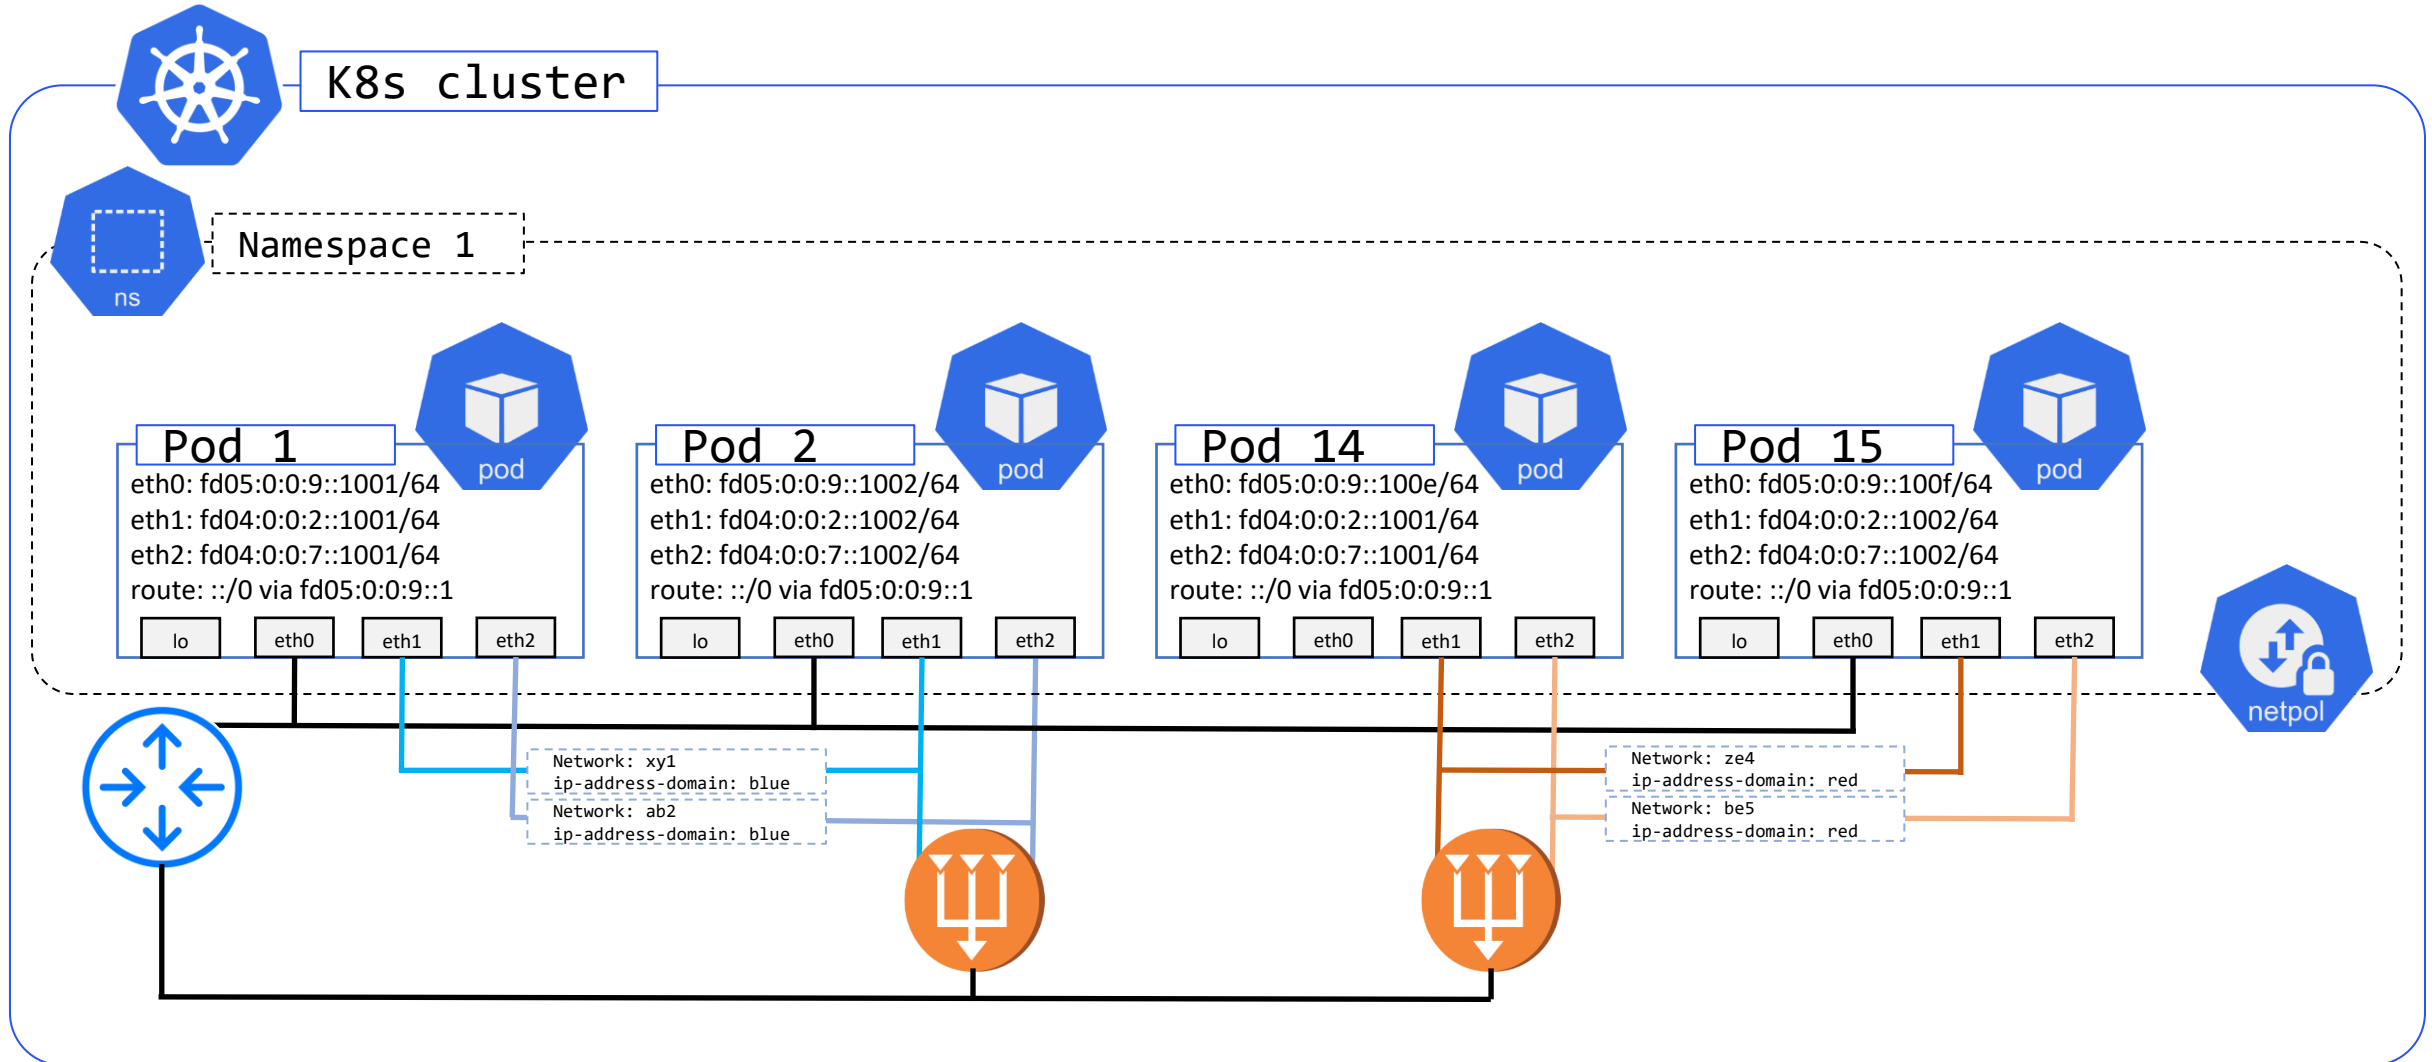 K8s cluster
Namespace 1
ns
Pod 1
pod
eth0: fd05:0:0:9::1001/64
eth1: fd04:0:0:2::1001/64
eth2: fd04:0:0:7::1001/64
route: ::/0 via fd05:0:0:9::1
lo
eth0
eth1
eth2
Pod 2
pod
eth0: fd05:0:0:9::1002/64
eth1: fd04:0:0:2::1002/64
eth2: fd04:0:0:7::1002/64
route: ::/0 via fd05:0:0:9::1
lo
eth0
eth1
eth2
Pod 14
pod
eth0: fd05:0:0:9::100e/64
eth1: fd04:0:0:2::1001/64
eth2: fd04:0:0:7::1001/64
route: ::/0 via fd05:0:0:9::1
lo
eth0
eth1
eth2
Pod 15
pod
eth0: fd05:0:0:9::100f/64
eth1: fd04:0:0:2::1002/64
eth2: fd04:0:0:7::1002/64
route: ::/0 via fd05:0:0:9::1
lo
eth0
eth1
eth2
netpol
Network: xy1
ip-address-domain: blue
Network: ab2
ip-address-domain: blue
Network: ze4
ip-address-domain: red
Network: be5
ip-address-domain: red